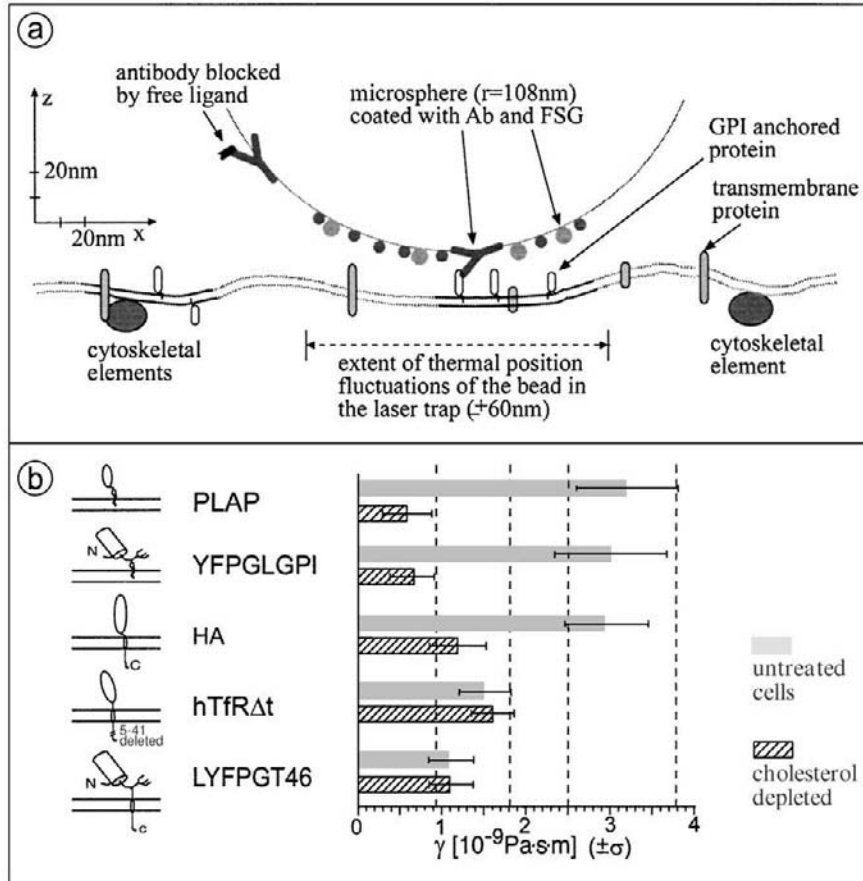 a
antibody blocked
by free ligand
microsphere (r=108nm)
coated with Ab and FSG
GPI anchored
protein
transmembrane
protein
z
20nm
20nm
x
cytoskeletal
elements
extent of thermal position
fluctuations of the bead in
the laser trap (±60nm)
cytoskeletal
element
b
PLAP
N
YFPGLGPI
HA
C
hTfRΔt
5-41
deleted
N
LYFPGT46
C
untreated
cells
cholesterol
depleted
0 1 2 3 4
γ [10⁻⁹Pa·s·m] (±σ)